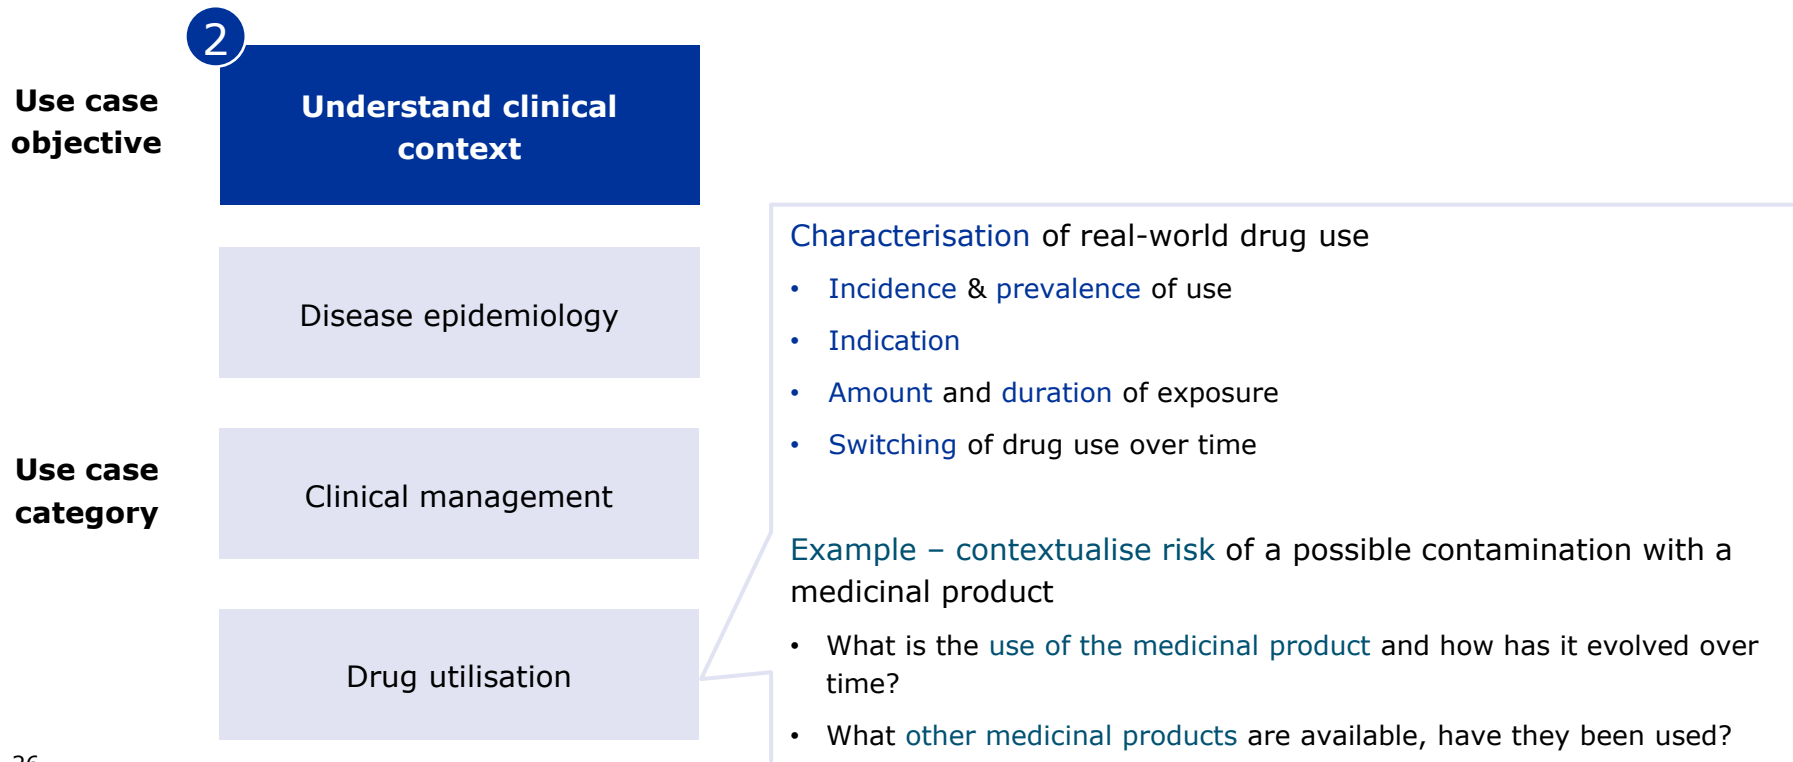 2
Use case
objective
Understand clinical
context
Disease epidemiology
Use case
category
Clinical management
Drug utilisation
Characterisation of real-world drug use
• Incidence & prevalence of use
• Indication
• Amount and duration of exposure
• Switching of drug use over time
Example – contextualise risk of a possible contamination with a
medicinal product
• What is the use of the medicinal product and how has it evolved over
time?
• What other medicinal products are available, have they been used?